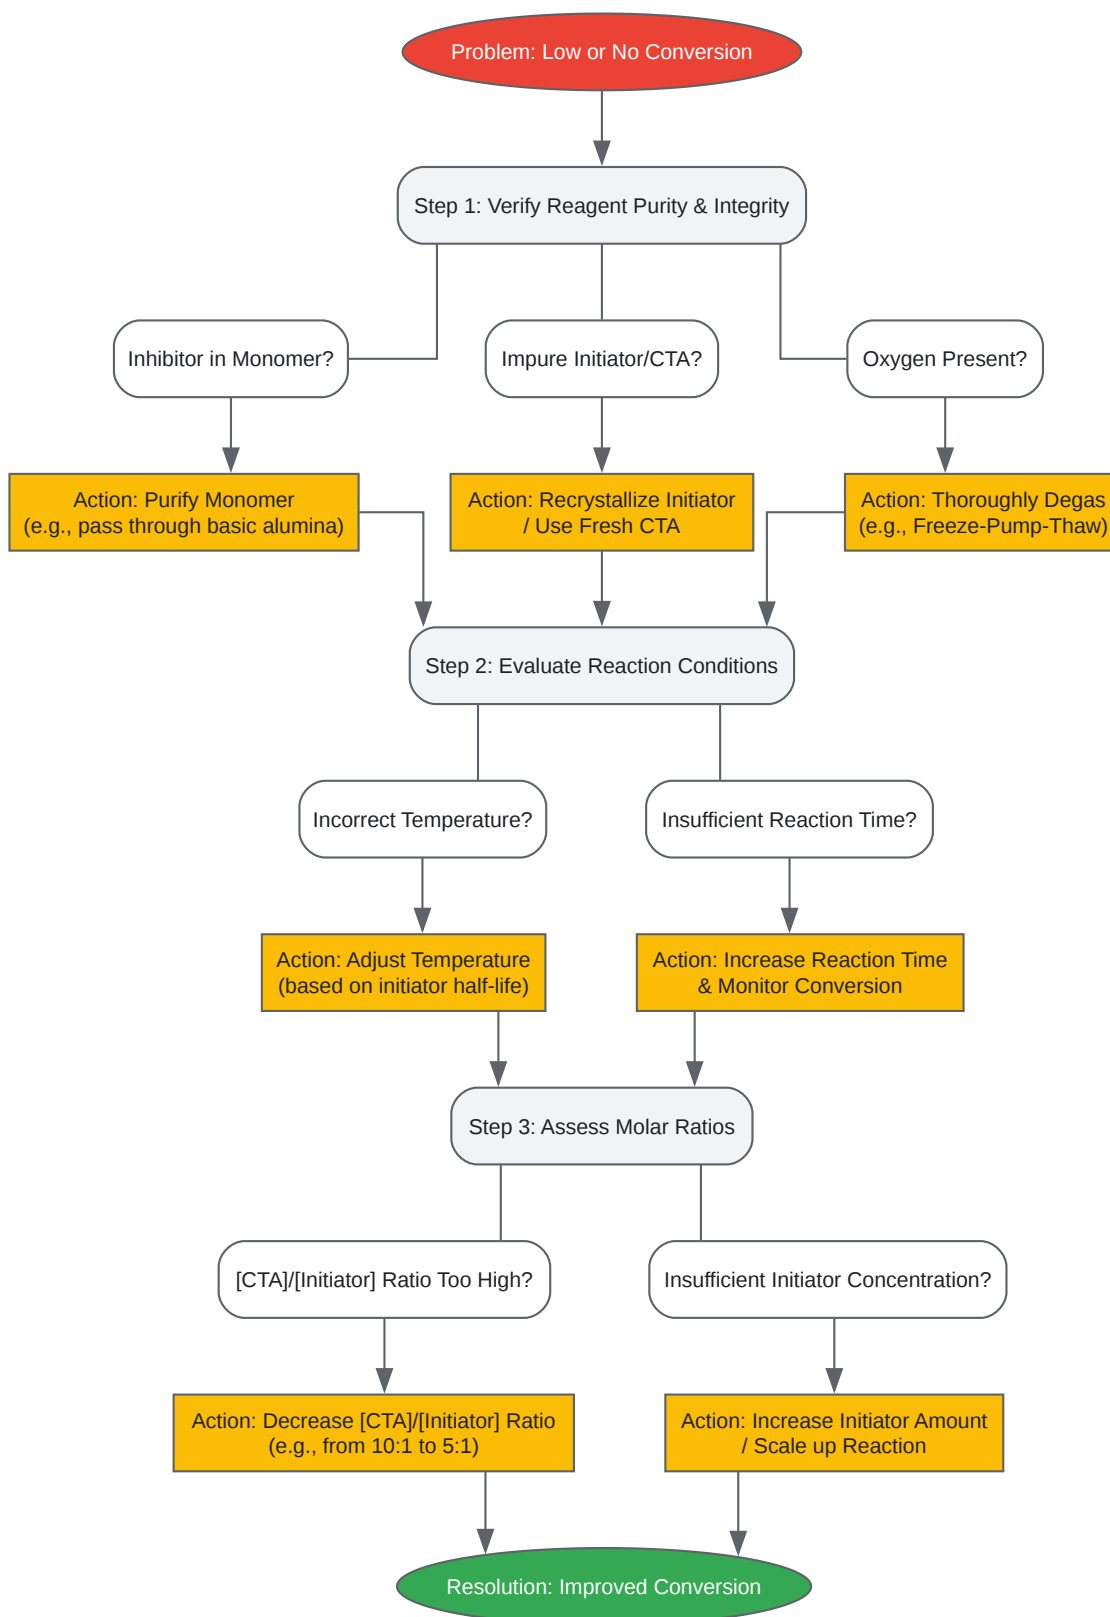 Problem: Low or No Conversion
Step 1: Verify Reagent Purity & Integrity
Inhibitor in Monomer?
Impure Initiator/CTA?
Oxygen Present?
Action: Purify Monomer
(e.g., pass through basic alumina)
Action: Recrystallize Initiator
/ Use Fresh CTA
Action: Thoroughly Degas
(e.g., Freeze-Pump-Thaw)
Step 2: Evaluate Reaction Conditions
Incorrect Temperature?
Insufficient Reaction Time?
Action: Adjust Temperature
(based on initiator half-life)
Action: Increase Reaction Time
& Monitor Conversion
Step 3: Assess Molar Ratios
[CTA]/[Initiator] Ratio Too High?
Insufficient Initiator Concentration?
Action: Decrease [CTA]/[Initiator] Ratio
(e.g., from 10:1 to 5:1)
Action: Increase Initiator Amount
/ Scale up Reaction
Resolution: Improved Conversion